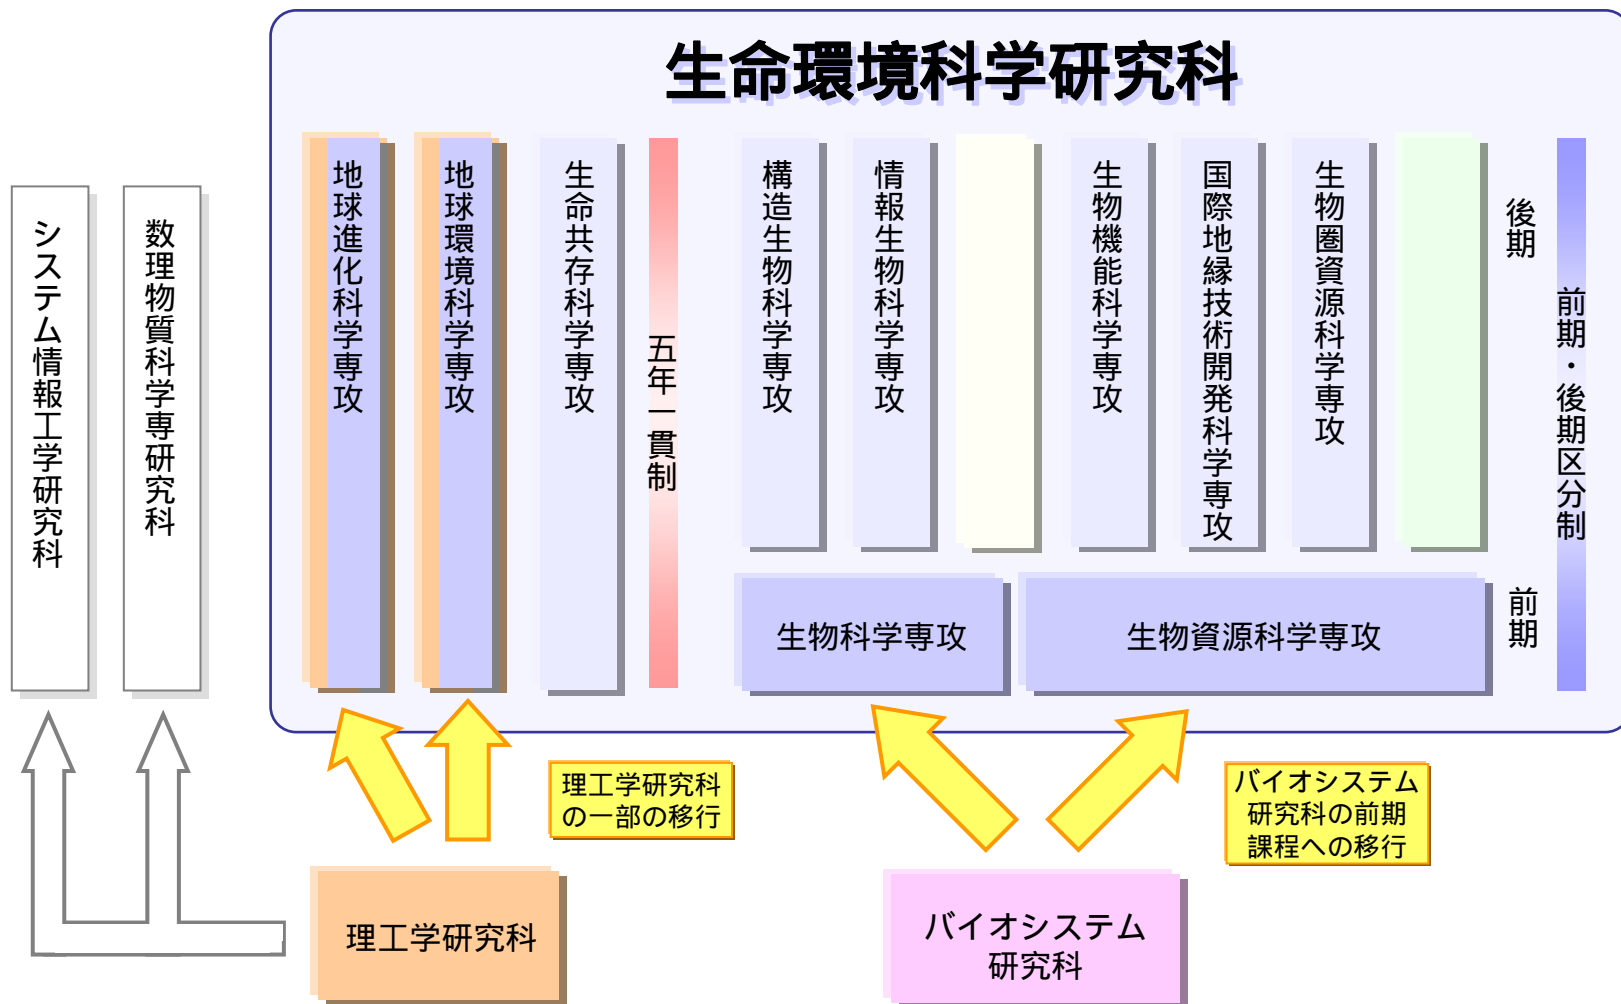 生命環境科学研究科
システム情報工学研究科
数理物質科学専研究科
地球進化科学専攻
地球環境科学専攻
生命共存科学専攻
五年一貫制
構造生物科学専攻
情報生物科学専攻
生物機能科学専攻
国際地縁技術開発科学専攻
生物圏資源科学専攻
後期
前期・後期区分制
生物科学専攻
生物資源科学専攻
前期
理工学研究科
の一部の移行
バイオシステム
研究科の前期
課程への移行
理工学研究科
バイオシステム
研究科